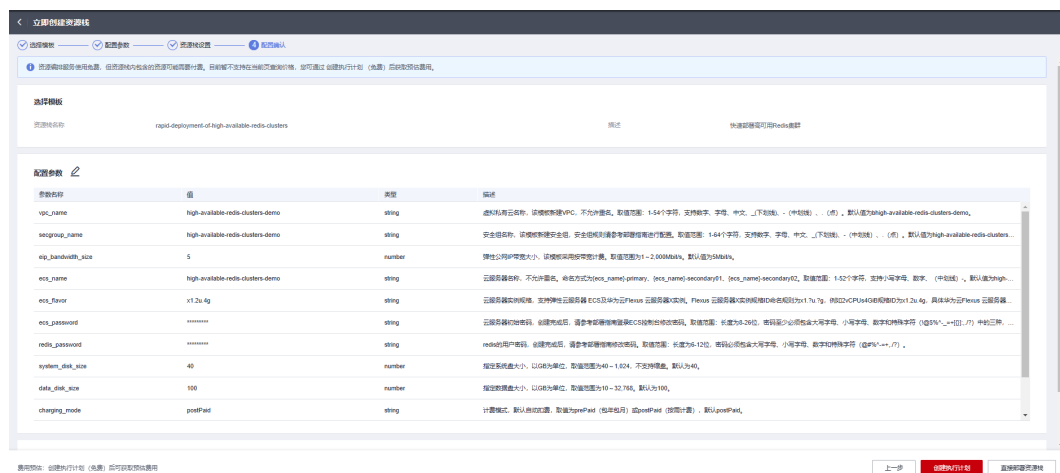 立即创建资源栈
选择模板
配置参数
资源栈设置
4 配置确认
资源编排服务使用免费，但资源栈内包含的资源可能需要付费。目前暂不支持在当前页查询价格，您可通过 创建执行计划 （免费）后获取预估费用。
选择模板
资源栈名称 rapid-deployment-of-high-available-redis-clusters 描述 快速部署高可用Redis集群
配置参数
参数名称 值 类型 描述
vpc_name high-available-redis-clusters-demo string 虚拟私有云名称，该模板新建VPC，不允许重名。取值范围：1-54个字符，支持数字、字母、中文、_(下划线)、-（中划线）、.（点）。默认值为high-available-redis-clusters-demo。
secgroup_name high-available-redis-clusters-demo string 安全组名称，该模板新建安全组，安全组规则请参考部署指南进行配置。取值范围：1-64个字符，支持数字、字母、中文、_(下划线)、-（中划线）、.（点）。默认值为high-available-redis-clusters...
eip_bandwidth_size 5 number 弹性公网IP带宽大小，该模板采用按带宽计费。取值范围为1～2,000Mbit/s。默认值为5Mbit/s。
ecs_name high-available-redis-clusters-demo string 云服务器名称，不允许重名。命名方式为{ecs_name}-primary、{ecs_name}-secondary01、{ecs_name}-secondary02。取值范围：1-52个字符，支持小写字母、数字、（中划线）-。默认值为high-...
ecs_flavor x1.2u.4g string 云服务器实例规格，支持弹性云服务器 ECS及华为云Flexus 云服务器X实例。Flexus 云服务器X实例规格ID命名规则为x1.?u.?g，例如2vCPUs4GiB规格ID为x1.2u.4g，具体华为云Flexus 云服务器...
ecs_password ********* string 云服务器初始密码，创建完成后，请参考部署指南登录ECS控制台修改密码。取值范围：长度为8-26位，密码至少必须包含大写字母、小写字母、数字和特殊字符（!@$%^-_=+[{}]:,./?）中的三种，...
redis_password ********* string redis的用户密码，创建完成后，请参考部署指南修改密码。取值范围：长度为6-12位，密码必须包含大写字母、小写字母、数字和特殊字符（@#%^-=+,/?）。
system_disk_size 40 number 指定系统盘大小，以GB为单位，取值范围为40～1,024，不支持缩盘。默认为40。
data_disk_size 100 number 指定数据盘大小，以GB为单位，取值范围为10～32,768。默认为100。
charging_mode postPaid string 计费模式，默认自动扣费，取值为prePaid（包年包月）或postPaid（按需计费），默认postPaid。
费用预估：创建执行计划（免费）后可获取预估费用
上一步 创建执行计划 直接部署资源栈